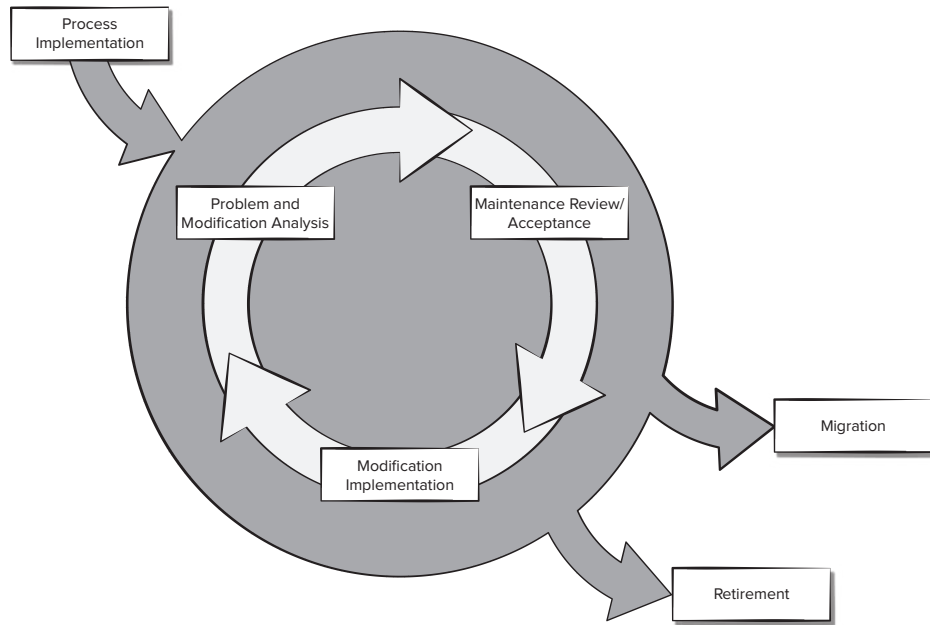 Process
Implementation
Problem and
Modification Analysis
Maintenance Review/
Acceptance
Modification
Implementation
Migration
Retirement